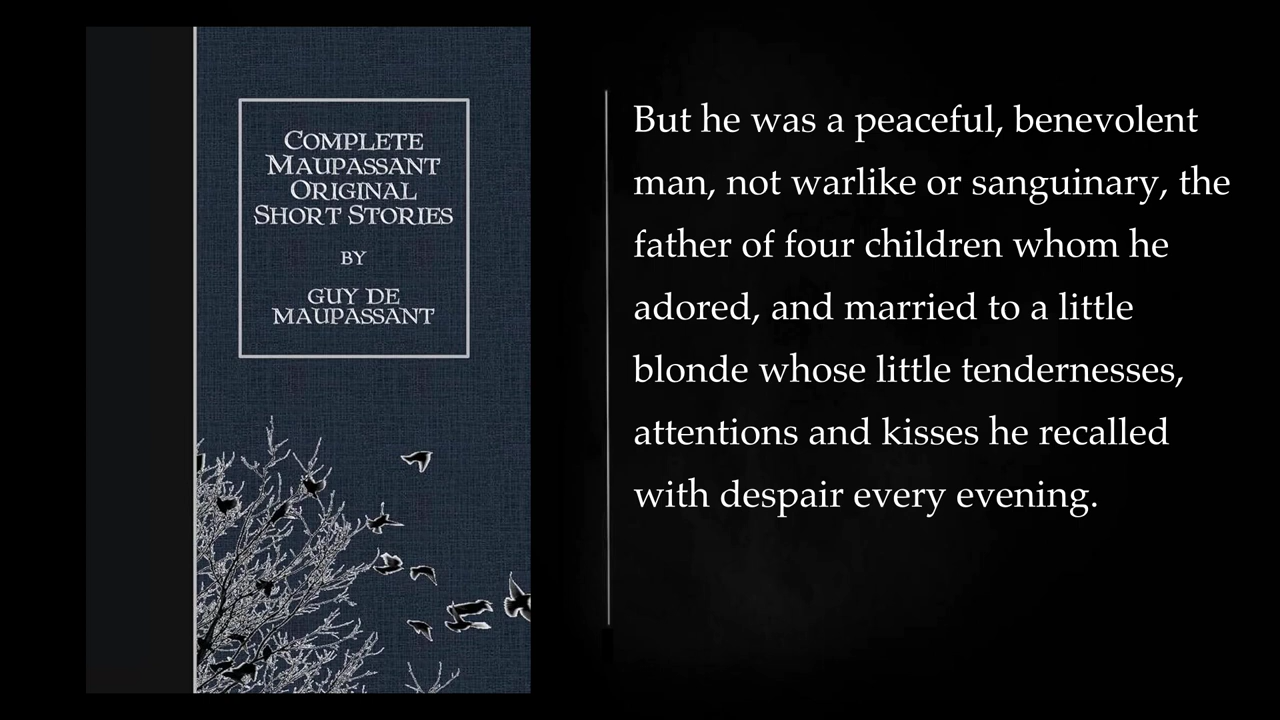 COMPLETE
MAUPASSANT
ORIGINAL
SHORT STORIES
BY
GUY DE
MAUPASSANT
But he was a peaceful, benevolent
man, not warlike or sanguinary, the
father of four children whom he
adored, and married to a little
blonde whose little tendernesses,
attentions and kisses he recalled
with despair every evening.